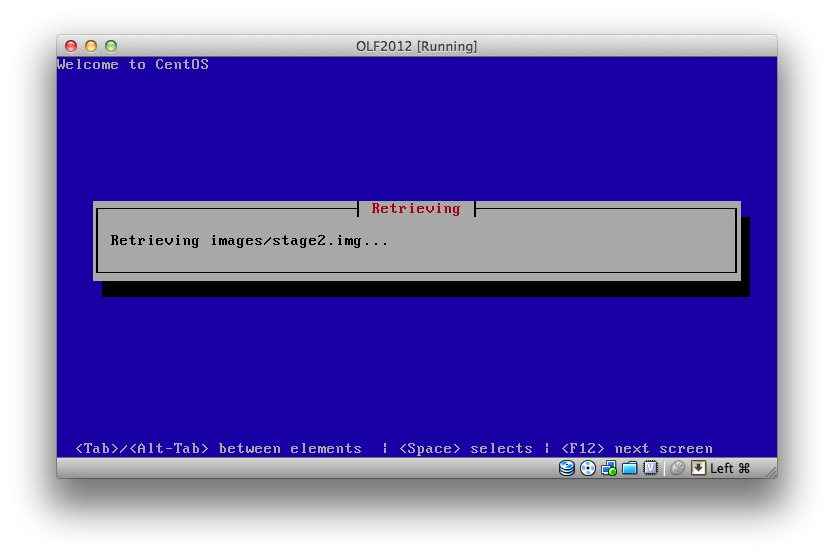 OLF2012 [Running]
Welcome to CentOS
Retrieving
Retrieving images/stage2.img...
<Tab>/<Alt-Tab> between elements ¦ <Space> selects ¦ <F12> next screen
V
Left ⌘